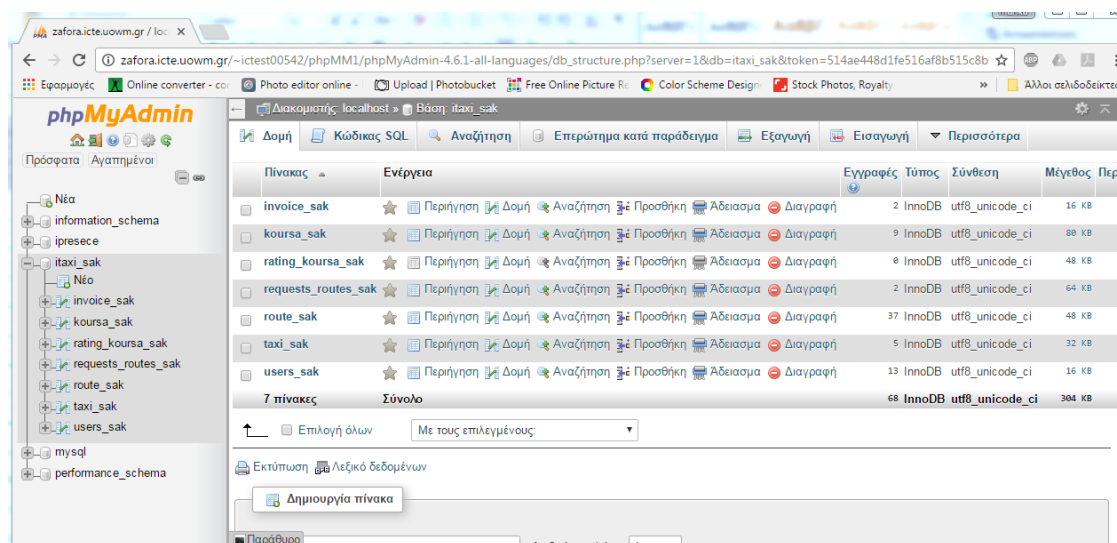 zafora.icte.uowm.gr / loc
zafora.icte.uowm.gr/~ictest00542/phpMM1/phpMyAdmin-4.6.1-all-languages/db_structure.php?server=1&db=itaxi_sak&token=514ae448d1fe516af8b515c8b
Εφαρμογές Online converter - co Photo editor online - Upload | Photobucket Free Online Picture Re Color Scheme Design Stock Photos, Royalty » Άλλοι σελιδοδείκτες
phpMyAdmin
Πρόσφατα Αγαπημένοι
Νέα
information_schema
ipresece
itaxi_sak
Νέο
invoice_sak
koursa_sak
rating_koursa_sak
requests_routes_sak
route_sak
taxi_sak
users_sak
mysql
performance_schema
Διακομιστής: localhost » Βάση: itaxi_sak
Δομή Κώδικας SQL Αναζήτηση Επερώτημα κατά παράδειγμα Εξαγωγή Εισαγωγή Περισσότερα
Πίνακας Ενέργεια Εγγραφές Τύπος Σύνθεση Μέγεθος Περ
invoice_sak Περιήγηση Δομή Αναζήτηση Προσθήκη Άδειασμα Διαγραφή 2 InnoDB utf8_unicode_ci 16 KB
koursa_sak Περιήγηση Δομή Αναζήτηση Προσθήκη Άδειασμα Διαγραφή 9 InnoDB utf8_unicode_ci 80 KB
rating_koursa_sak Περιήγηση Δομή Αναζήτηση Προσθήκη Άδειασμα Διαγραφή 0 InnoDB utf8_unicode_ci 48 KB
requests_routes_sak Περιήγηση Δομή Αναζήτηση Προσθήκη Άδειασμα Διαγραφή 2 InnoDB utf8_unicode_ci 64 KB
route_sak Περιήγηση Δομή Αναζήτηση Προσθήκη Άδειασμα Διαγραφή 37 InnoDB utf8_unicode_ci 48 KB
taxi_sak Περιήγηση Δομή Αναζήτηση Προσθήκη Άδειασμα Διαγραφή 5 InnoDB utf8_unicode_ci 32 KB
users_sak Περιήγηση Δομή Αναζήτηση Προσθήκη Άδειασμα Διαγραφή 13 InnoDB utf8_unicode_ci 16 KB
7 πίνακες Σύνολο 68 InnoDB utf8_unicode_ci 304 KB
Επιλογή όλων Με τους επιλεγμένους:
Εκτύπωση Λεξικό δεδομένων
Δημιουργία πίνακα
Παράθυρο